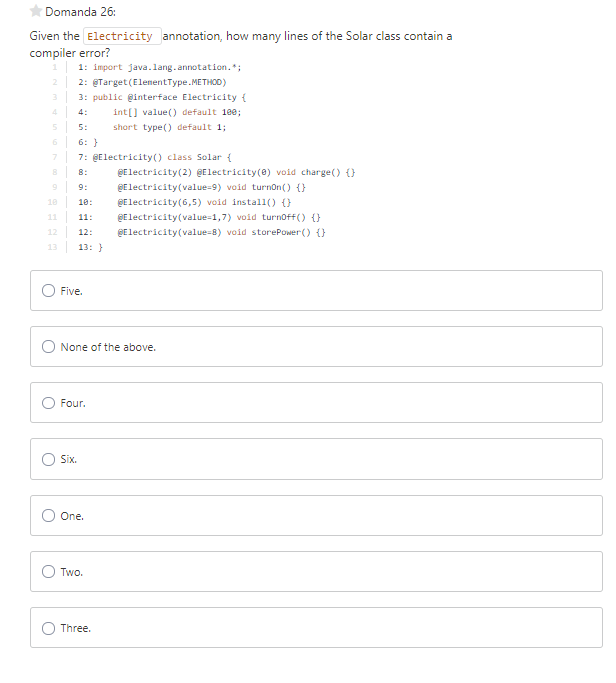 Domanda 26:
Given the Electricity annotation, how many lines of the Solar class contain a
compiler error?
1 1: import java.lang.annotation.*;
2 2: @Target(ElementType.METHOD)
3 3: public @interface Electricity {
4 4: int[] value() default 100;
5 5: short type() default 1;
6 6: }
7 7: @Electricity() class Solar {
8 8: @Electricity(2) @Electricity(0) void charge() {}
9 9: @Electricity(value=9) void turnOn() {}
10 10: @Electricity(6,5) void install() {}
11 11: @Electricity(value=1,7) void turnOff() {}
12 12: @Electricity(value=8) void storePower() {}
13 13: }
Five.
None of the above.
Four.
Six.
One.
Two.
Three.